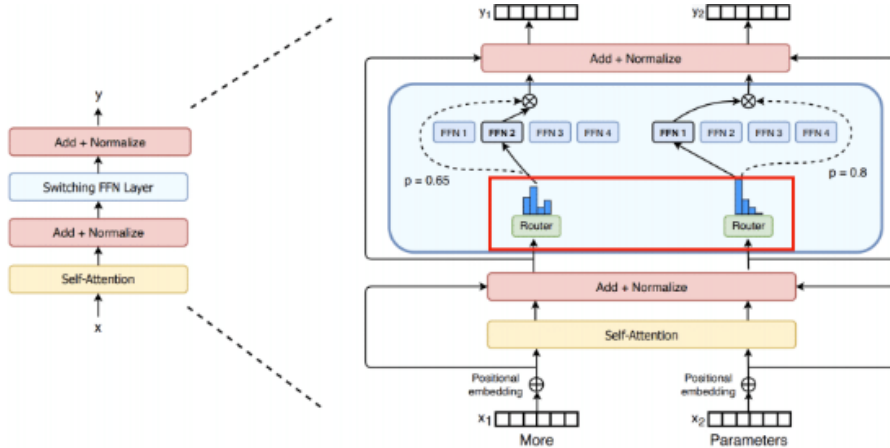 y
Add + Normalize
Switching FFN Layer
Add + Normalize
Self-Attention
x
y1 y2
Add + Normalize
FFN 1 FFN 2 FFN 3 FFN 4 FFN 1 FFN 2 FFN 3 FFN 4
p = 0.65 p = 0.8
Router Router
Add + Normalize
Self-Attention
Positional embedding Positional embedding
x1 x2
More Parameters